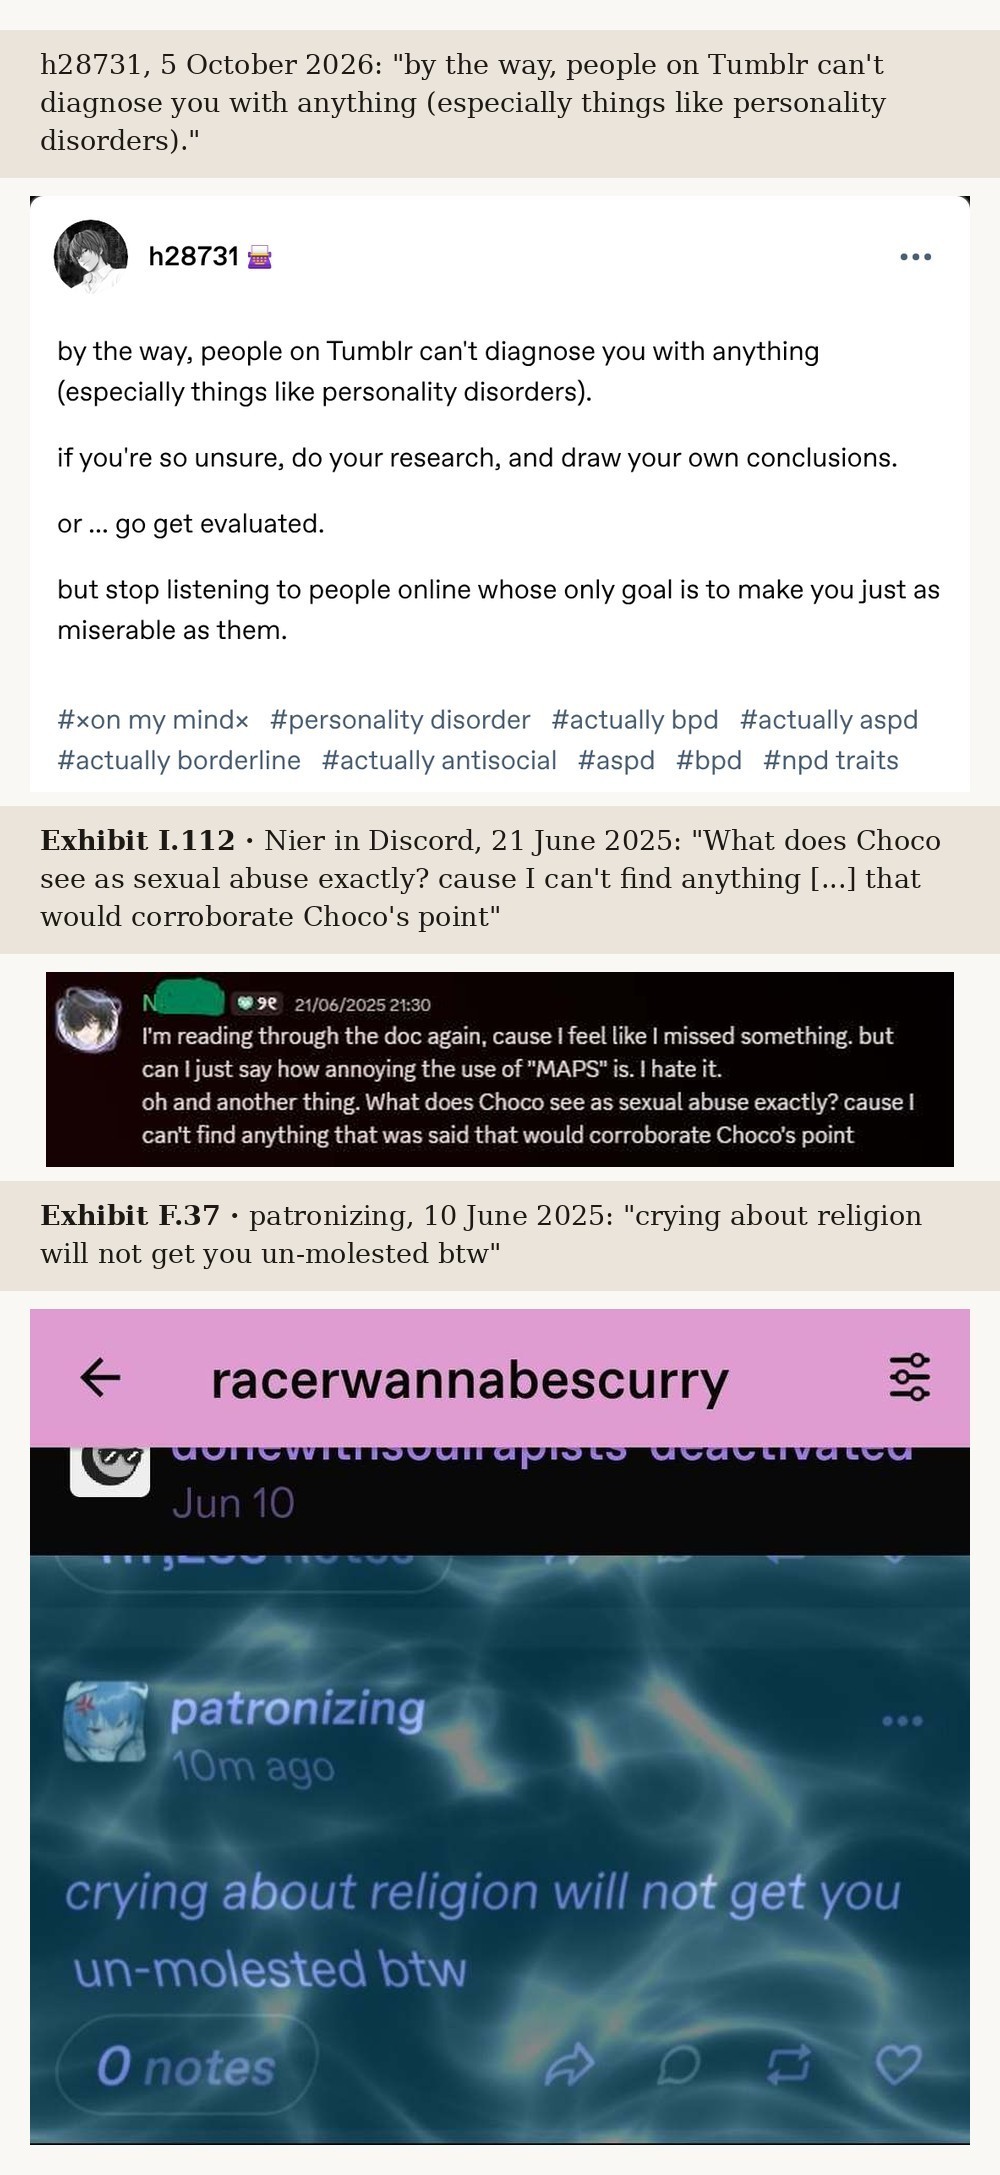 h28731, 5 October 2026: "by the way, people on Tumblr can't
diagnose you with anything (especially things like personality
disorders)."
h28731
by the way, people on Tumblr can't diagnose you with anything
(especially things like personality disorders).
if you're so unsure, do your research, and draw your own conclusions.
or ... go get evaluated.
but stop listening to people online whose only goal is to make you just as
miserable as them.
#×on my mind× #personality disorder #actually bpd #actually aspd
#actually borderline #actually antisocial #aspd #bpd #npd traits
Exhibit I.112 · Nier in Discord, 21 June 2025: "What does Choco
see as sexual abuse exactly? cause I can't find anything [...] that
would corroborate Choco's point"
N 21/06/2025 21:30
I'm reading through the doc again, cause I feel like I missed something. but
can I just say how annoying the use of "MAPS" is. I hate it.
oh and another thing. What does Choco see as sexual abuse exactly? cause I
can't find anything that was said that would corroborate Choco's point
Exhibit F.37 · patronizing, 10 June 2025: "crying about religion
will not get you un-molested btw"
racerwannabescurry
Jun 10
patronizing
10m ago
crying about religion will not get you
un-molested btw
0 notes